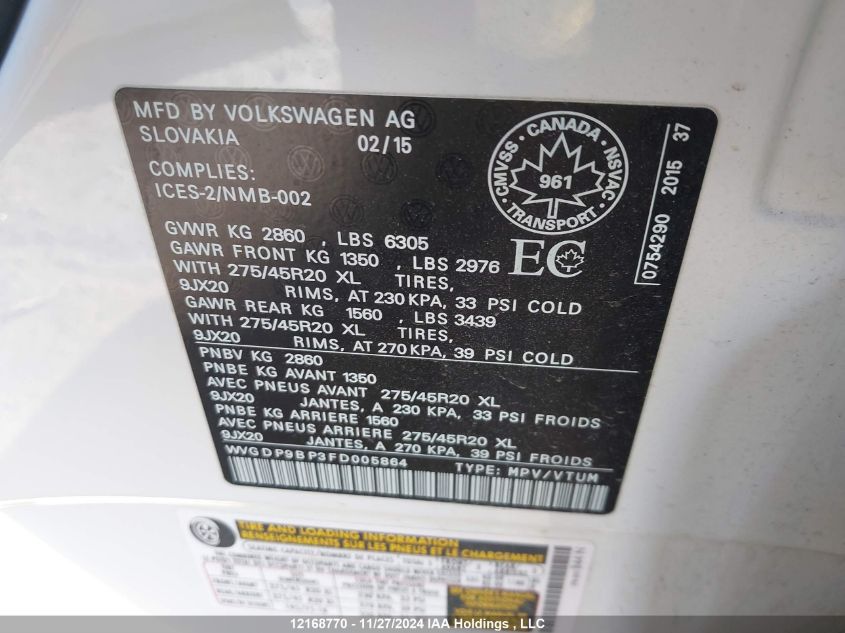 MFD BY VOLKSWAGEN AG
SLOVAKIA 02/15
COMPLIES:
ICES-2/NMB-002
CMVSS · CANADA · NSVAC
961
· TRANSPORT ·
EC
0754290 2015 37
GVWR KG 2860 , LBS 6305
GAWR FRONT KG 1350 , LBS 2976
WITH 275/45R20 XL TIRES,
9JX20 RIMS, AT 230 KPA, 33 PSI COLD
GAWR REAR KG 1560 , LBS 3439
WITH 275/45R20 XL TIRES,
9JX20 RIMS, AT 270 KPA, 39 PSI COLD
PNBV KG 2860
PNBE KG AVANT 1350
AVEC PNEUS AVANT 275/45R20 XL
9JX20 JANTES, A 230 KPA, 33 PSI FROIDS
PNBE KG ARRIERE 1560
AVEC PNEUS ARRIERE 275/45R20 XL
9JX20 JANTES, A 270 KPA, 39 PSI FROIDS
WVGDP9BP3FD005864 TYPE: MPV/VTUM
TIRE AND LOADING INFORMATION
RENSEIGNEMENTS SUR LES PNEUS ET LE CHARGEMENT
12168770 - 11/27/2024 IAA Holdings , LLC